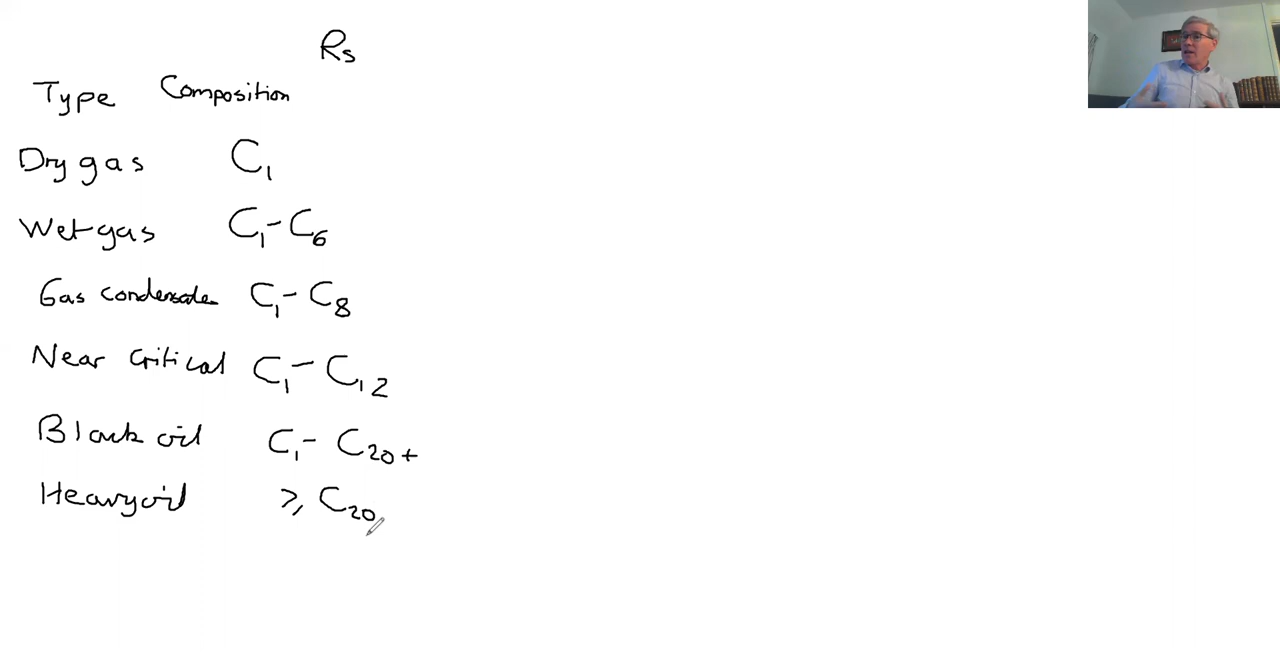 Rs
Type Composition
Dry gas C1
Wet gas C1 - C6
Gas condensate C1 - C8
Near Critical C1 - C12
Black oil C1 - C20+
Heavy oil ⩾ C20